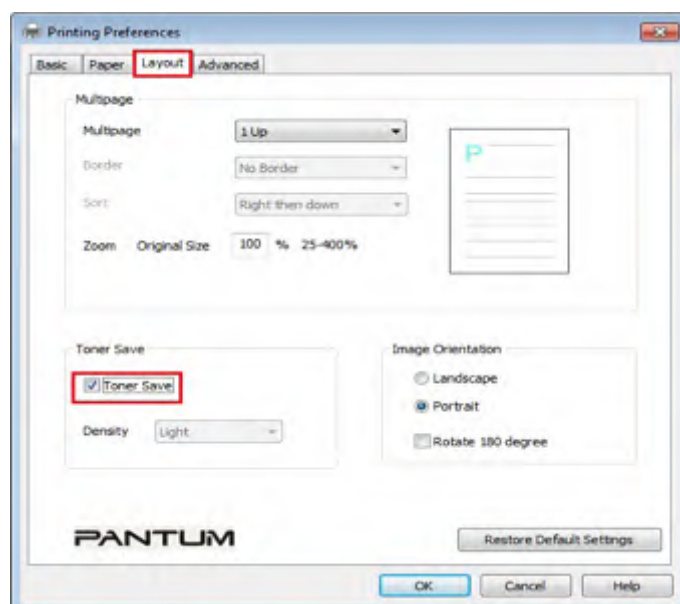 Printing Preferences
Basic Paper Layout Advanced
Multipage
Multipage 1 Up
Border No Border
Sort Right then down
Zoom Original Size 100 % 25-400%
P
Toner Save
Toner Save
Density Light
Image Orientation
Landscape
Portrait
Rotate 180 degree
PANTUM
Restore Default Settings
OK Cancel Help